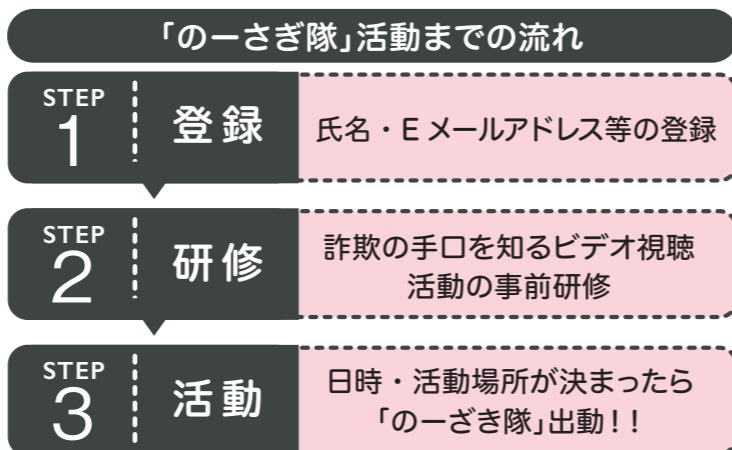 「のーさぎ隊」活動までの流れ
STEP
1
登録
氏名・Eメールアドレス等の登録
STEP
2
研修
詐欺の手口を知るビデオ視聴
活動の事前研修
STEP
3
活動
日時・活動場所が決まったら
「のーざき隊」出動！！